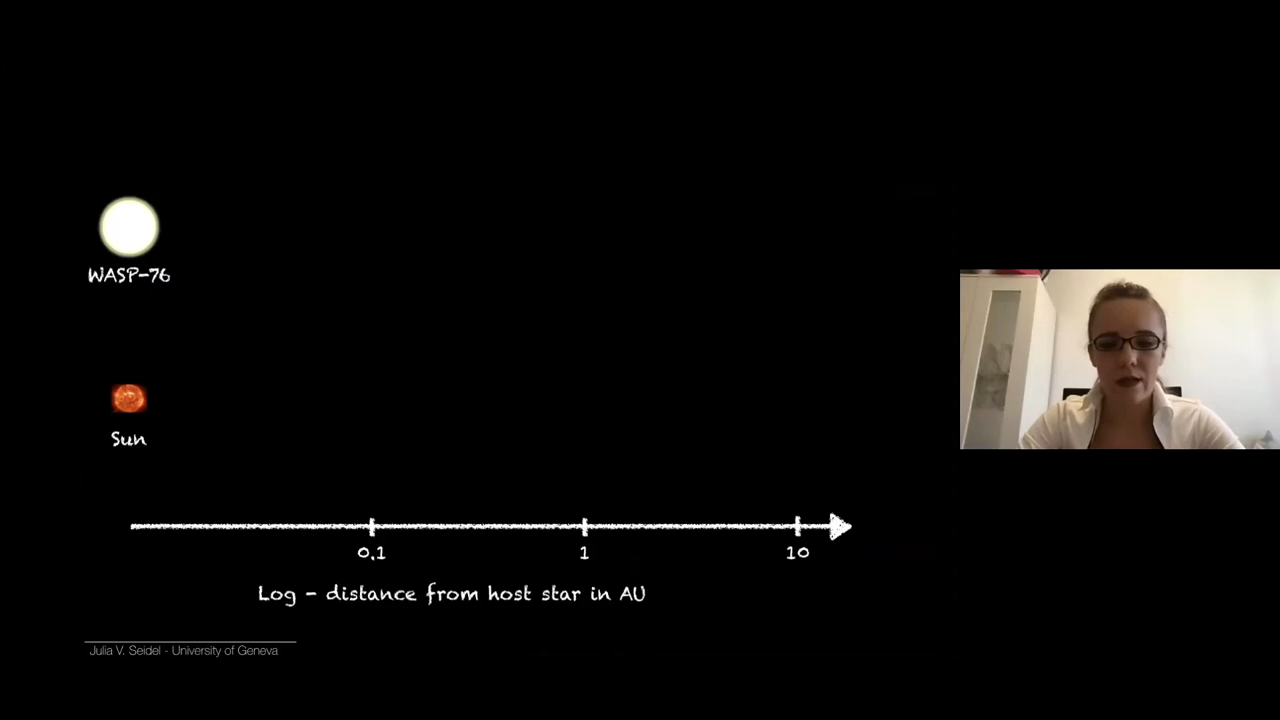 WASP-76
Sun
0.1 1 10
Log - distance from host star in AU
Julia V. Seidel - University of Geneva